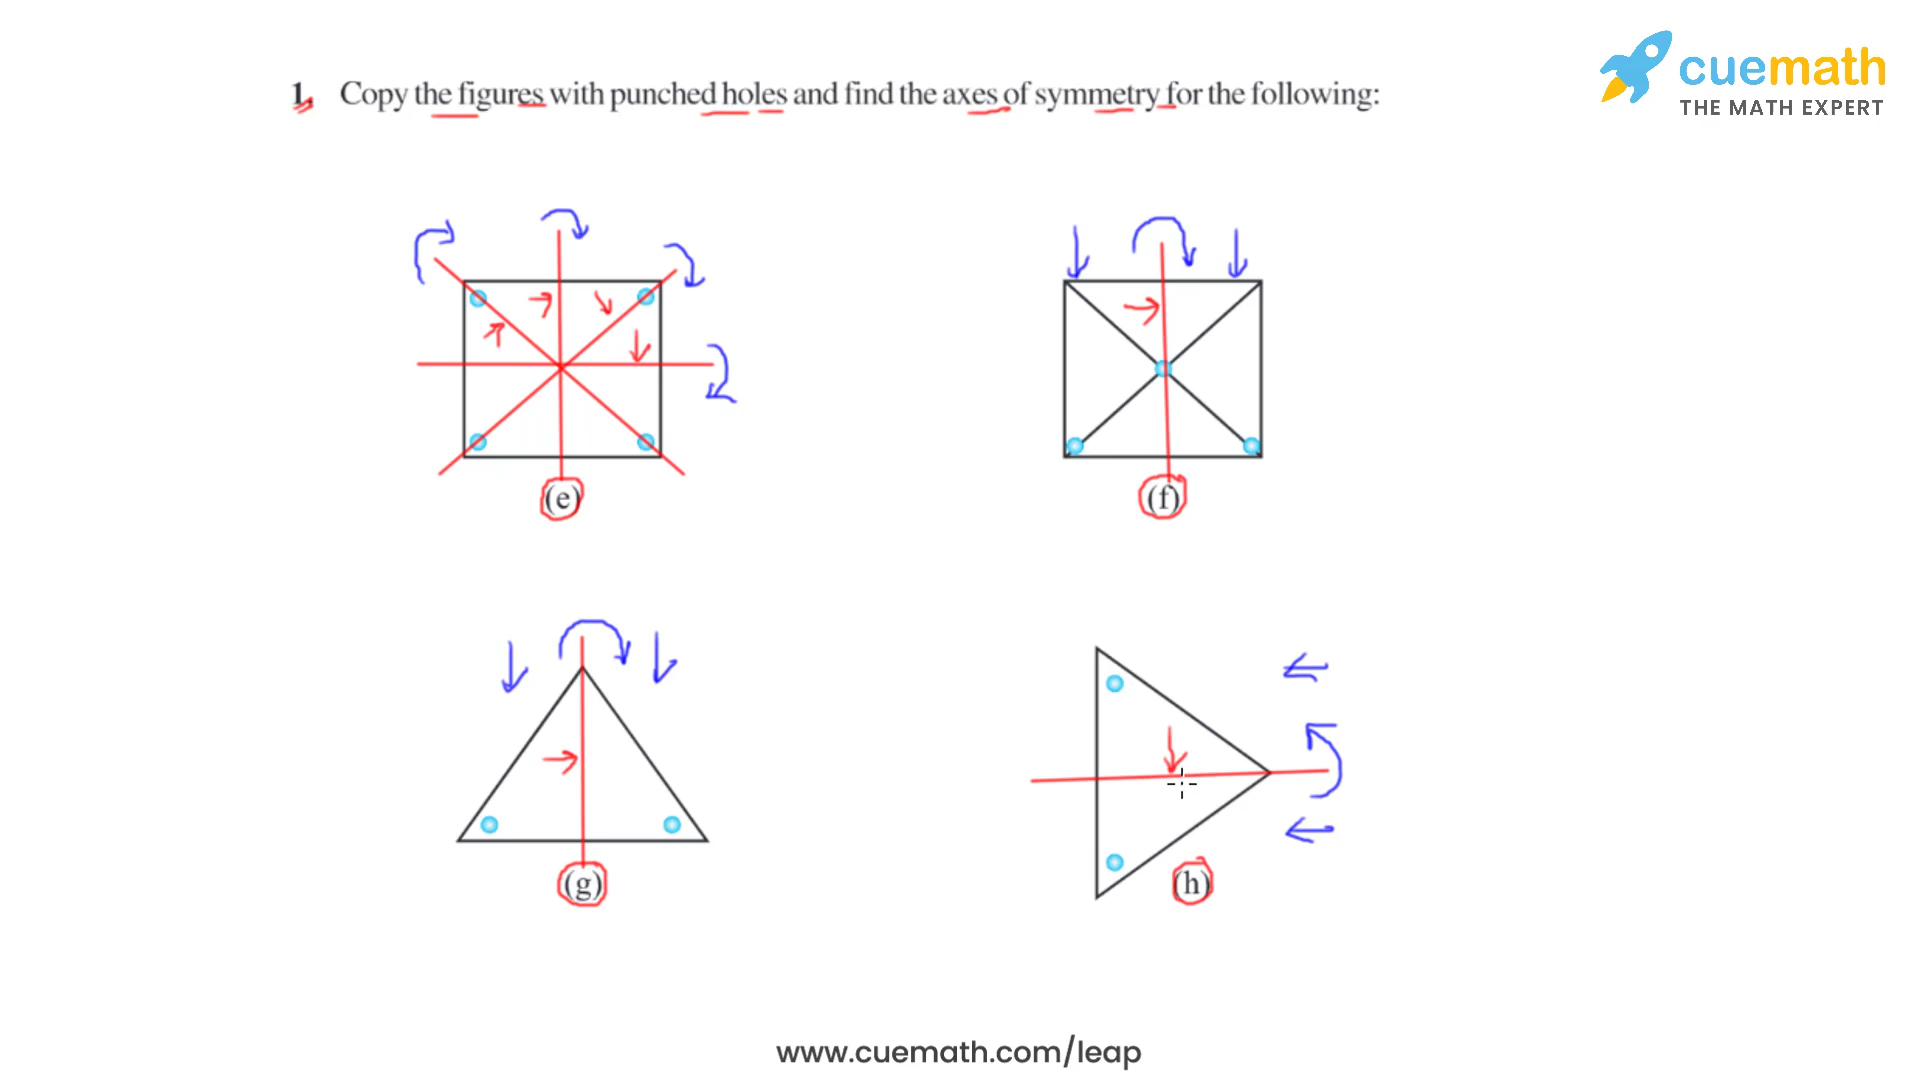 cuemath
THE MATH EXPERT
1. Copy the figures with punched holes and find the axes of symmetry for the following:
(e)
(f)
(g)
(h)
www.cuemath.com/leap